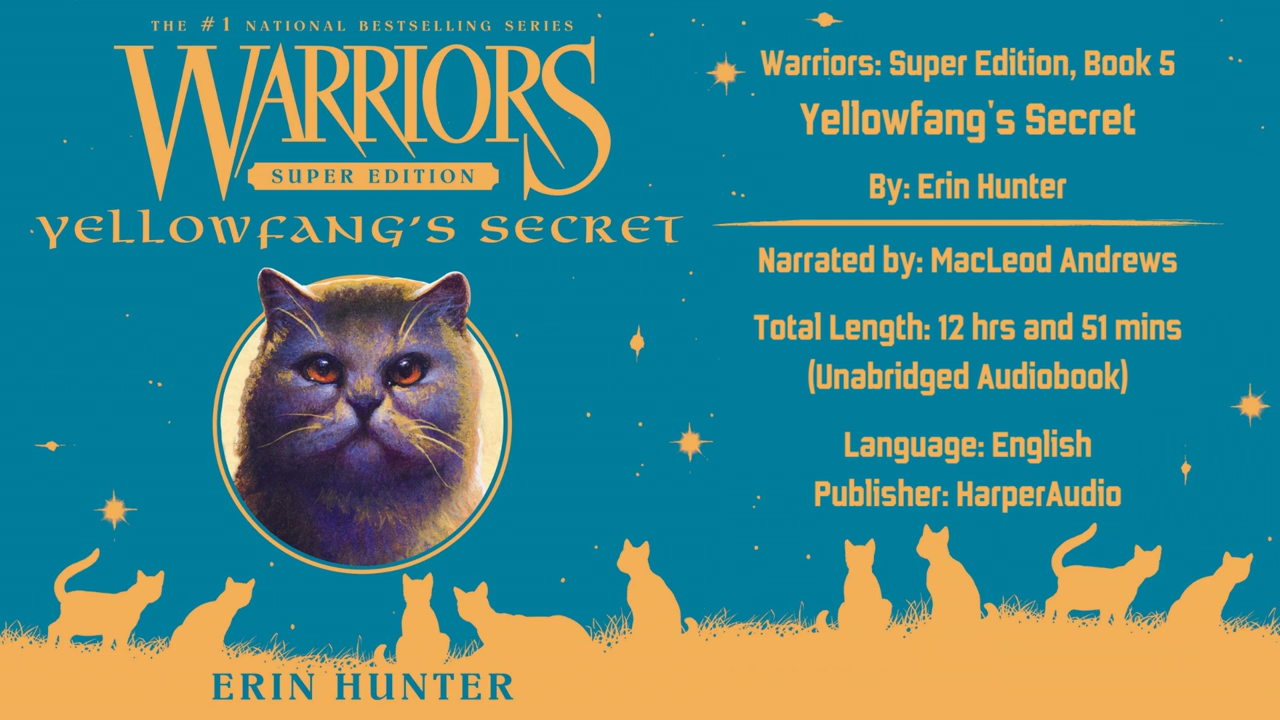 THE #1 NATIONAL BESTSELLING SERIES
WARRIORS
SUPER EDITION
YELLOWFANG'S SECRET
ERIN HUNTER
Warriors: Super Edition, Book 5
Yellowfang's Secret
By: Erin Hunter
Narrated by: MacLeod Andrews
Total Length: 12 hrs and 51 mins
(Unabridged Audiobook)
Language: English
Publisher: HarperAudio